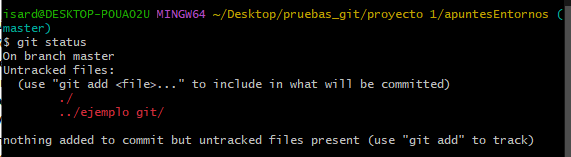 isard@DESKTOP-POUAO2U MINGW64 ~/Desktop/pruebas_git/proyecto 1/apuntesEntornos (
master)
$ git status
On branch master
Untracked files:
  (use "git add <file>..." to include in what will be committed)
        ./
        ../ejemplo git/

nothing added to commit but untracked files present (use "git add" to track)